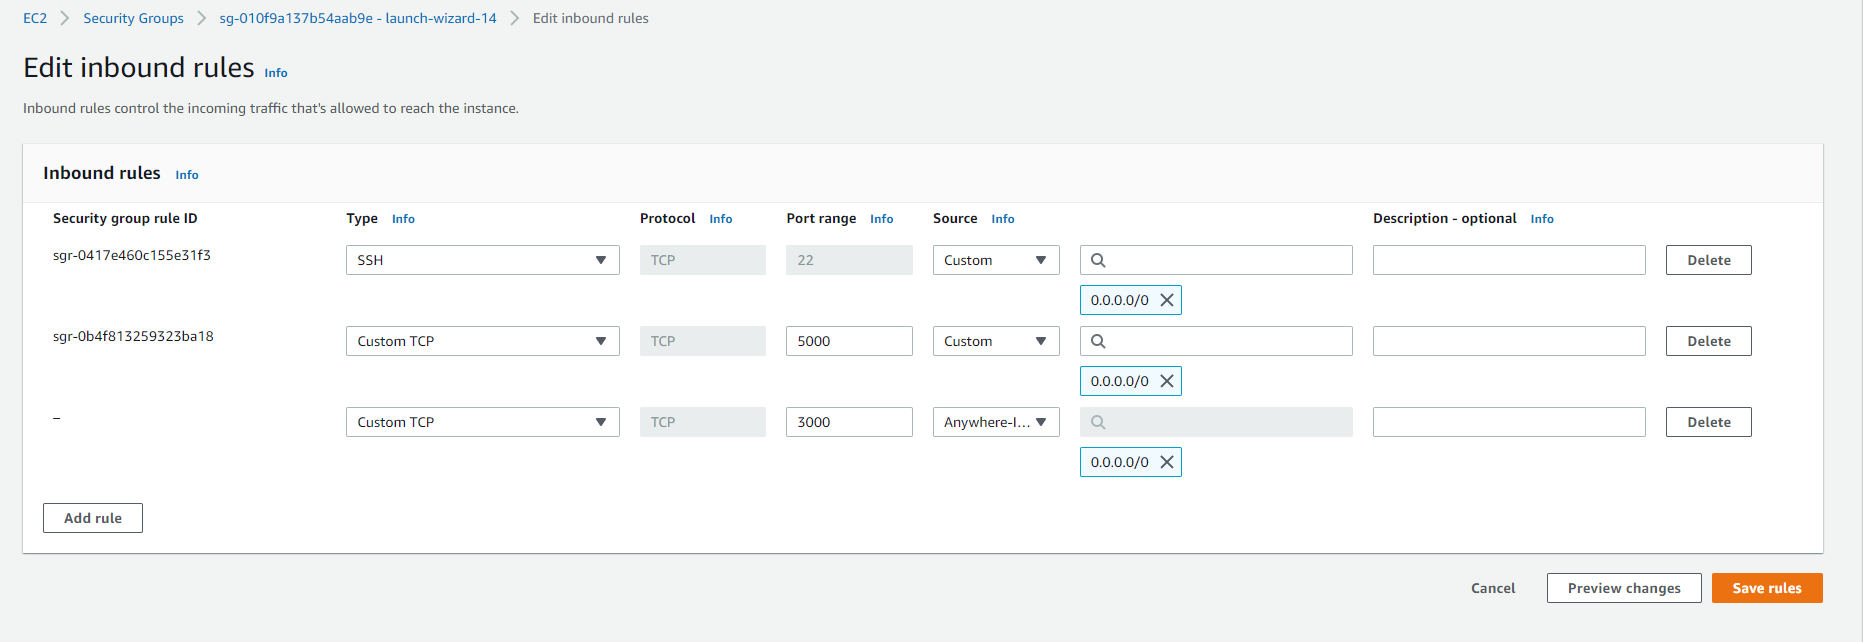 EC2 > Security Groups > sg-010f9a137b54aab9e - launch-wizard-14 > Edit inbound rules
Edit inbound rules Info
Inbound rules control the incoming traffic that's allowed to reach the instance.
Inbound rules Info
Security group rule ID Type Info Protocol Info Port range Info Source Info Description - optional Info
sgr-0417e460c155e31f3 SSH TCP 22 Custom Delete
0.0.0.0/0
sgr-0b4f813259323ba18 Custom TCP TCP 5000 Custom Delete
0.0.0.0/0
– Custom TCP TCP 3000 Anywhere-I... Delete
0.0.0.0/0
Add rule
Cancel Preview changes Save rules